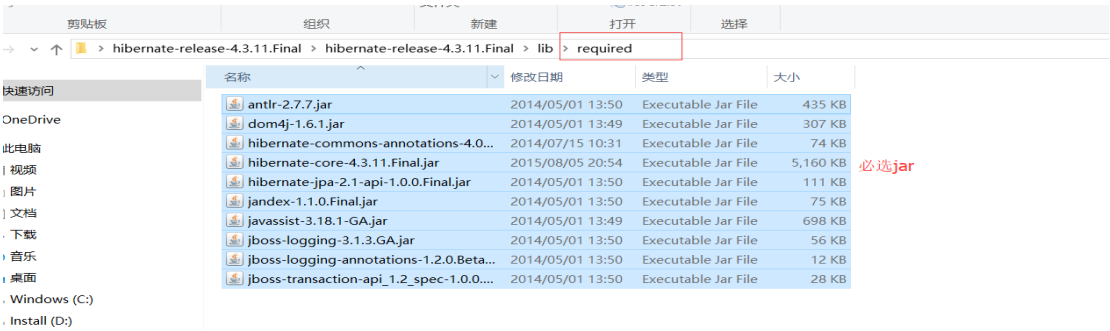 剪贴板 组织 新建 打开 选择
hibernate-release-4.3.11.Final > hibernate-release-4.3.11.Final > lib > required
名称 修改日期 类型 大小
快速访问
antlr-2.7.7.jar 2014/05/01 13:50 Executable Jar File 435 KB
OneDrive
dom4j-1.6.1.jar 2014/05/01 13:49 Executable Jar File 307 KB
此电脑
hibernate-commons-annotations-4.0... 2014/07/15 10:31 Executable Jar File 74 KB
视频
hibernate-core-4.3.11.Final.jar 2015/08/05 20:54 Executable Jar File 5,160 KB 必选jar
图片
hibernate-jpa-2.1-api-1.0.0.Final.jar 2014/05/01 13:50 Executable Jar File 111 KB
文档
jandex-1.1.0.Final.jar 2014/05/01 13:50 Executable Jar File 75 KB
下载
javassist-3.18.1-GA.jar 2014/05/01 13:49 Executable Jar File 698 KB
音乐
jboss-logging-3.1.3.GA.jar 2014/05/01 13:50 Executable Jar File 56 KB
桌面
jboss-logging-annotations-1.2.0.Beta... 2014/05/01 13:50 Executable Jar File 12 KB
Windows (C:)
jboss-transaction-api_1.2_spec-1.0.0.... 2014/05/01 13:50 Executable Jar File 28 KB
Install (D:)